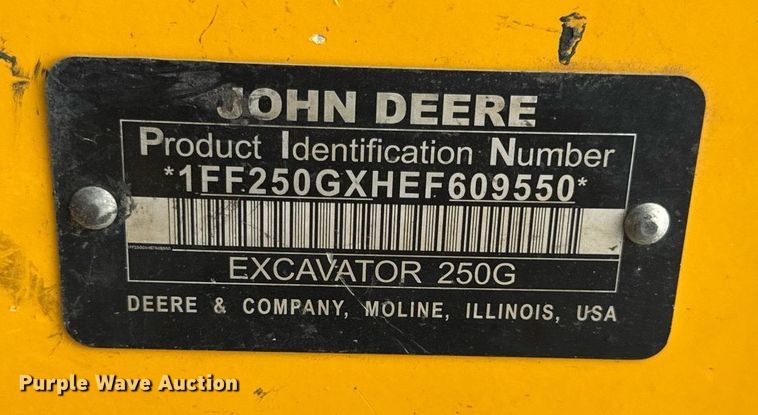 JOHN DEERE
Product Identification Number
*1FF250GXHEF609550*
EXCAVATOR 250G
DEERE & COMPANY, MOLINE, ILLINOIS, USA
Purple Wave Auction